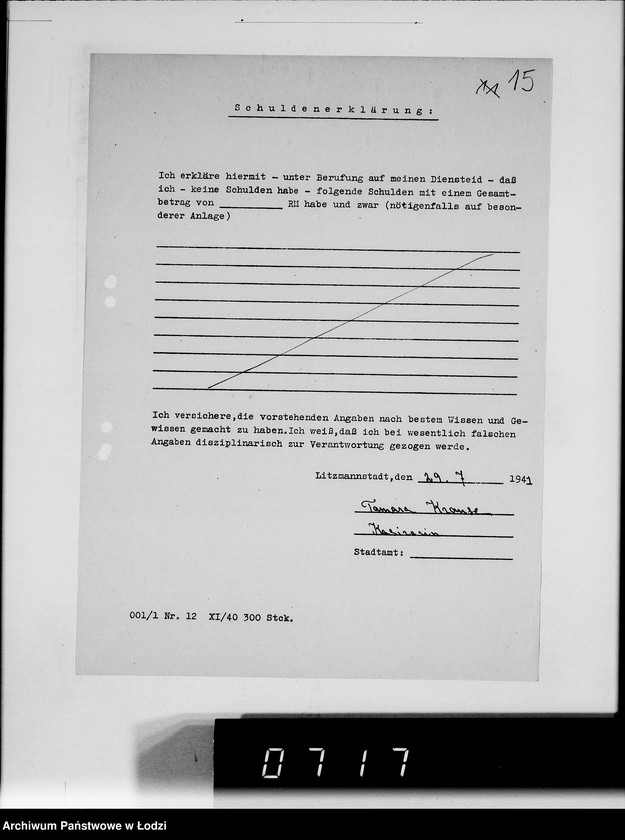 15
Schuldenerklärung:
Ich erkläre hiermit - unter Berufung auf meinen Diensteid - daß
ich - keine Schulden habe - folgende Schulden mit einem Gesamt-
betrag von RM habe und zwar (nötigenfalls auf beson-
derer Anlage)
Ich versichere,die vorstehenden Angaben nach bestem Wissen und Ge-
wissen gemacht zu haben.Ich weiß,daß ich bei wesentlich falschen
Angaben disziplinarisch zur Verantwortung gezogen werde.
Litzmannstadt,den 29. 7 1941
Tamara Krause
Kasiererin
Stadtamt:
001/1 Nr. 12 XI/40 300 Stck.
0717
Archiwum Państwowe w Łodzi